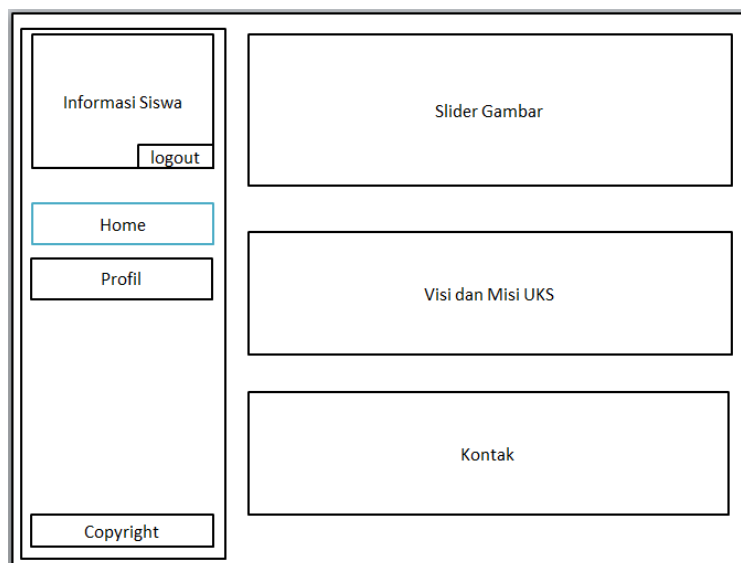 Informasi Siswa
logout
Home
Profil
Copyright
Slider Gambar
Visi dan Misi UKS
Kontak